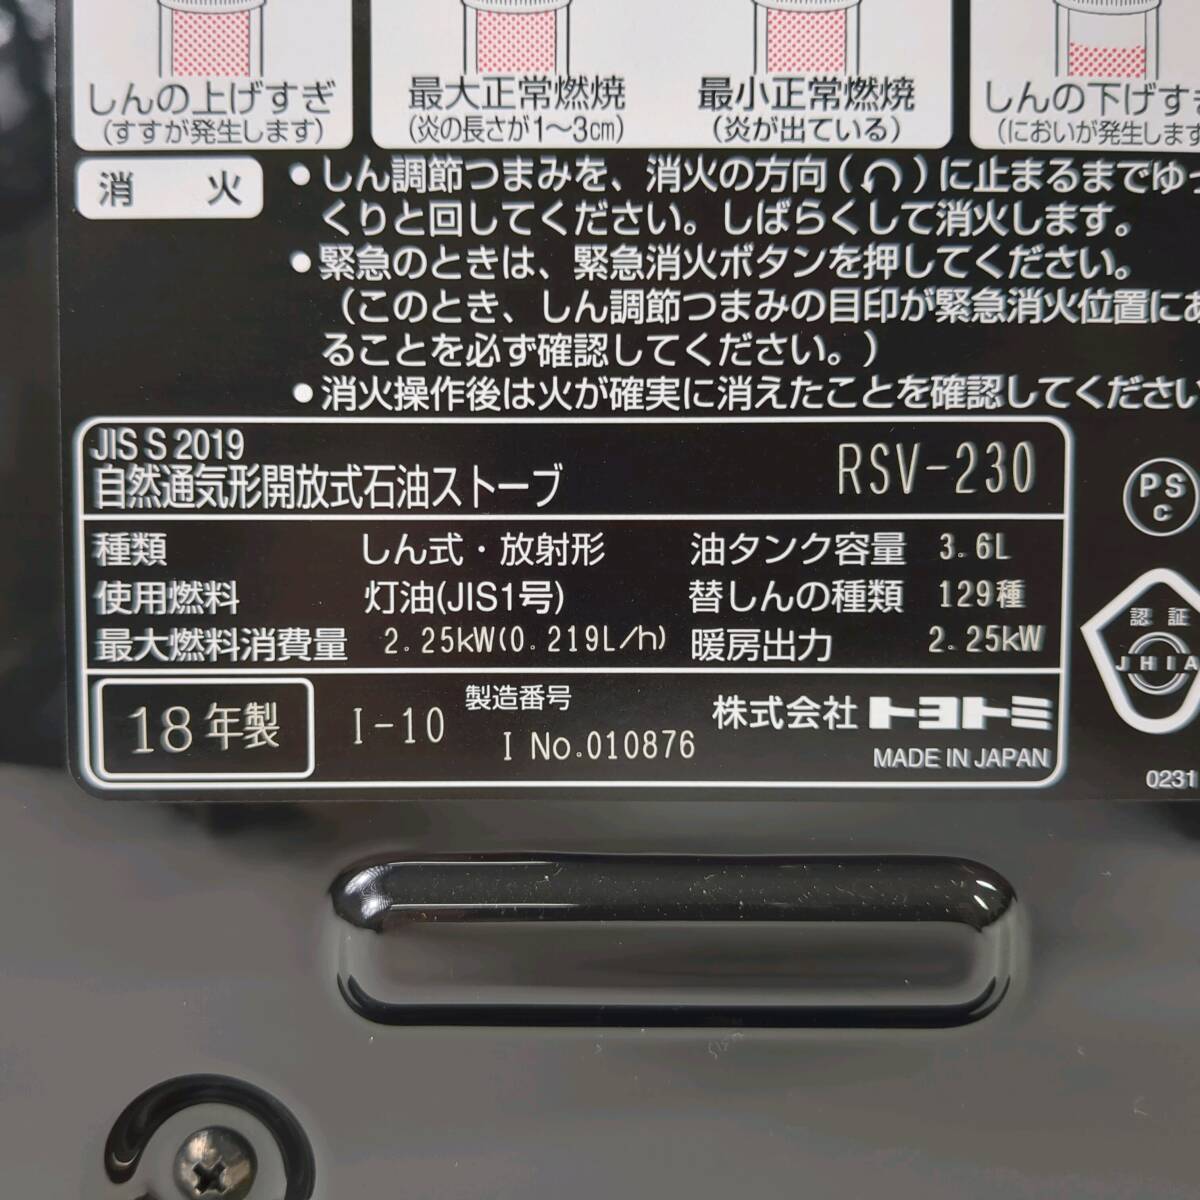 しんの上げすぎ
(すすが発生します)
最大正常燃焼
(炎の長さが1〜3cm)
最小正常燃焼
(炎が出ている)
しんの下げすぎ
(においが発生します
消火
●しん調節つまみを、消火の方向(↶)に止まるまでゆっ
くりと回してください。しばらくして消火します。
●緊急のときは、緊急消火ボタンを押してください。
(このとき、しん調節つまみの目印が緊急消火位置にあ
ることを必ず確認してください。)
●消火操作後は火が確実に消えたことを確認してください
JIS S 2019
自然通気形開放式石油ストーブ RSV-230
種類 しん式・放射形 油タンク容量 3.6L
使用燃料 灯油(JIS1号) 替しんの種類 129種
最大燃料消費量 2.25kW(0.219L/h) 暖房出力 2.25kW
18年製 I-10 製造番号
I No.010876
株式会社トヨトミ
MADE IN JAPAN
PS
C
認証
JHIA
0231